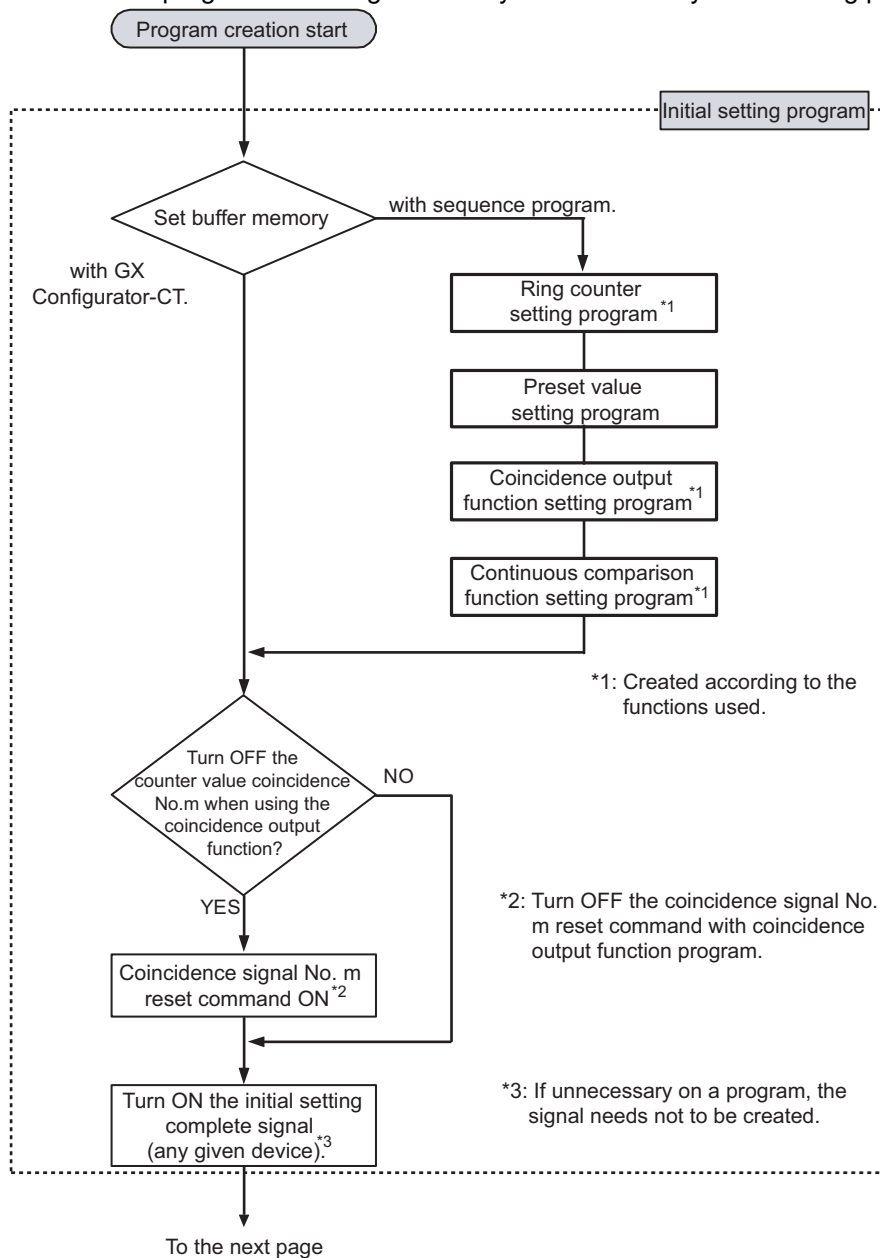 Program creation start
Initial setting program
Set buffer memory
with sequence program.
with GX
Configurator-CT.
Ring counter
setting program*1
Preset value
setting program
Coincidence output
function setting program*1
Continuous comparison
function setting program*1
*1: Created according to the
functions used.
Turn OFF the
counter value coincidence
No.m when using the
coincidence output
function?
NO
YES
*2: Turn OFF the coincidence signal No.
m reset command with coincidence
output function program.
Coincidence signal No. m
reset command ON*2
Turn ON the initial setting
complete signal
(any given device).*3
*3: If unnecessary on a program, the
signal needs not to be created.
To the next page